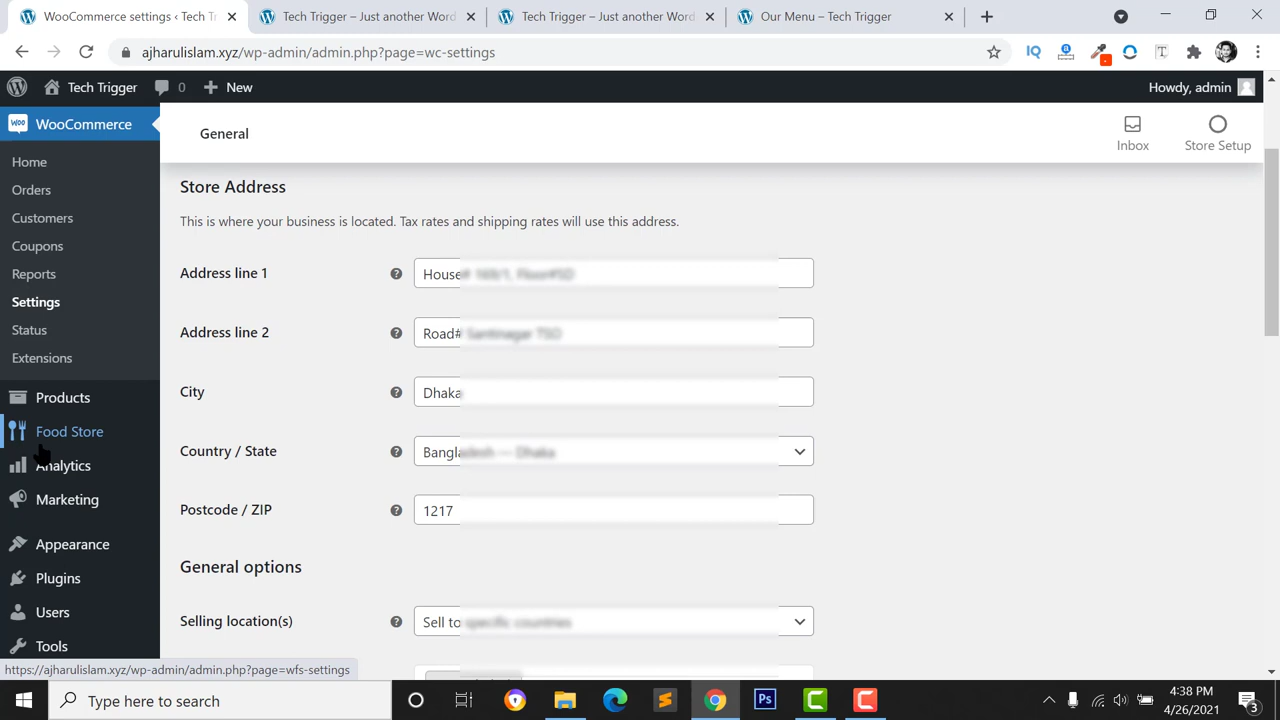 WooCommerce settings ‹ Tech Tri
Tech Trigger – Just another Word
Tech Trigger – Just another Word
Our Menu – Tech Trigger
ajharulislam.xyz/wp-admin/admin.php?page=wc-settings
Tech Trigger
0
New
Howdy, admin
WooCommerce
General
Inbox
Store Setup
Home
Orders
Customers
Coupons
Reports
Settings
Status
Extensions
Products
Food Store
Analytics
Marketing
Appearance
Plugins
Users
Tools
Store Address
This is where your business is located. Tax rates and shipping rates will use this address.
Address line 1
House#
Address line 2
Road#
City
Dhaka
Country / State
Bangladesh — Dhaka
Postcode / ZIP
1217
General options
Selling location(s)
Sell to specific countries
https://ajharulislam.xyz/wp-admin/admin.php?page=wfs-settings
Type here to search
4:38 PM
4/26/2021
3